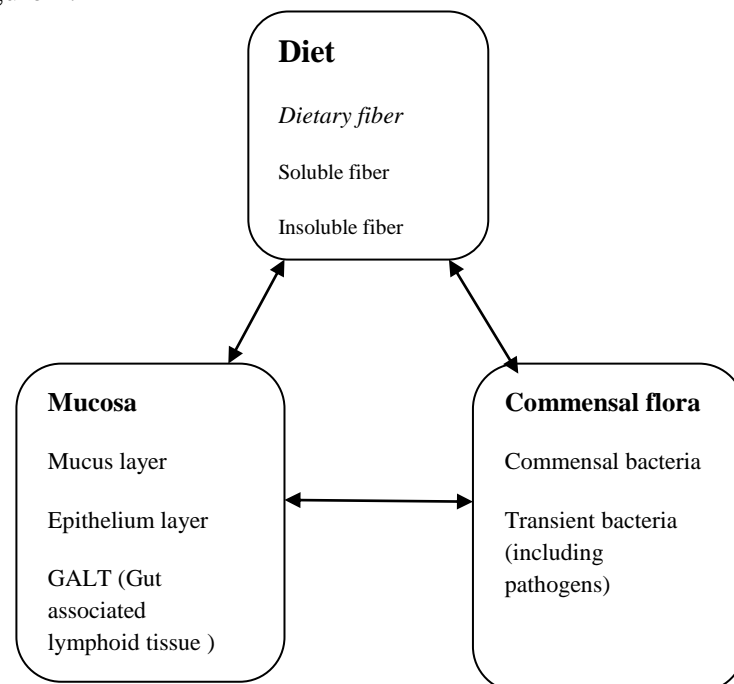 Diet
Dietary fiber
Soluble fiber
Insoluble fiber
Mucosa
Mucus layer
Epithelium layer
GALT (Gut
associated
lymphoid tissue )
Commensal flora
Commensal bacteria
Transient bacteria
(including
pathogens)